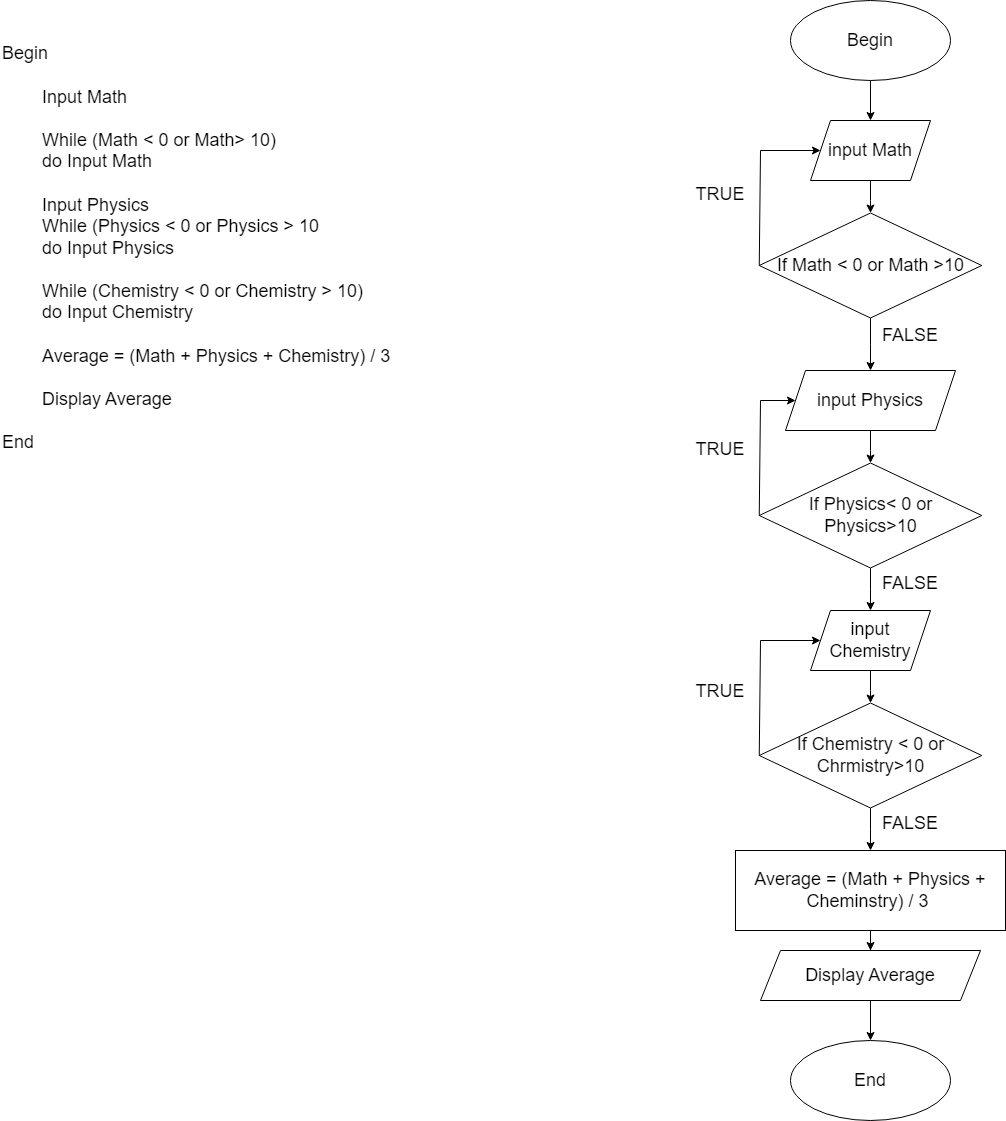 Begin
Input Math
While (Math < 0 or Math> 10)
do Input Math
Input Physics
While (Physics < 0 or Physics > 10
do Input Physics
While (Chemistry < 0 or Chemistry > 10)
do Input Chemistry
Average = (Math + Physics + Chemistry) / 3
Display Average
End
Begin
input Math
TRUE
If Math < 0 or Math >10
FALSE
input Physics
TRUE
If Physics< 0 or
Physics>10
FALSE
input
Chemistry
TRUE
If Chemistry < 0 or
Chrmistry>10
FALSE
Average = (Math + Physics +
Cheminstry) / 3
Display Average
End